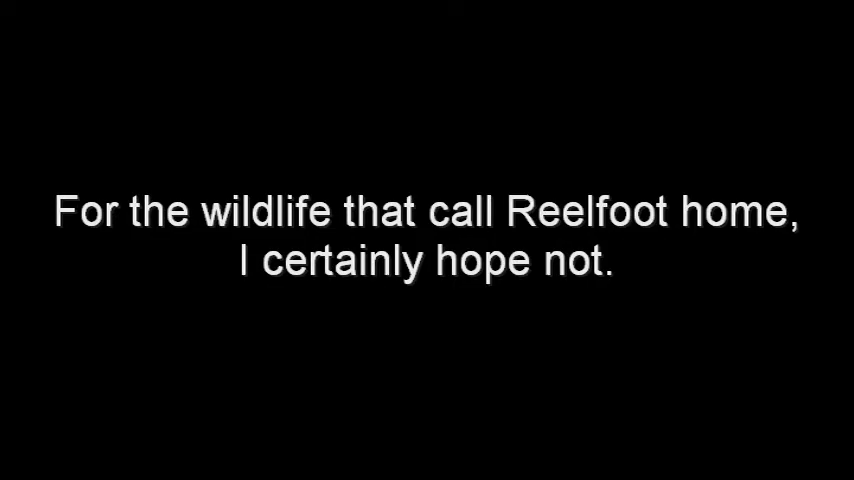 For the wildlife that call Reelfoot home,
I certainly hope not.